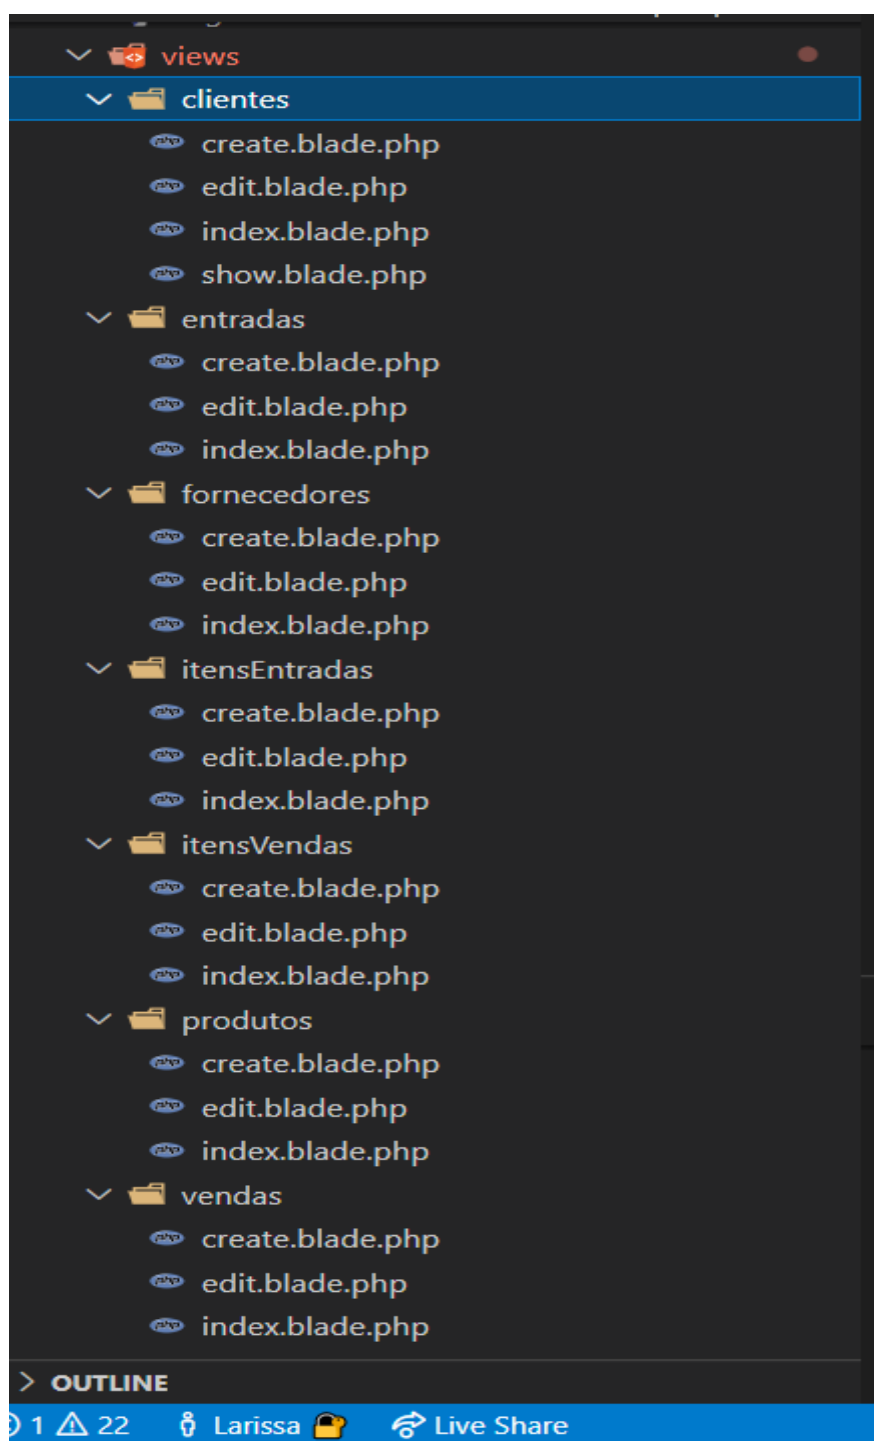 views
clientes
create.blade.php
edit.blade.php
index.blade.php
show.blade.php
entradas
create.blade.php
edit.blade.php
index.blade.php
fornecedores
create.blade.php
edit.blade.php
index.blade.php
itensEntradas
create.blade.php
edit.blade.php
index.blade.php
itensVendas
create.blade.php
edit.blade.php
index.blade.php
produtos
create.blade.php
edit.blade.php
index.blade.php
vendas
create.blade.php
edit.blade.php
index.blade.php
OUTLINE
1 22 Larissa Live Share